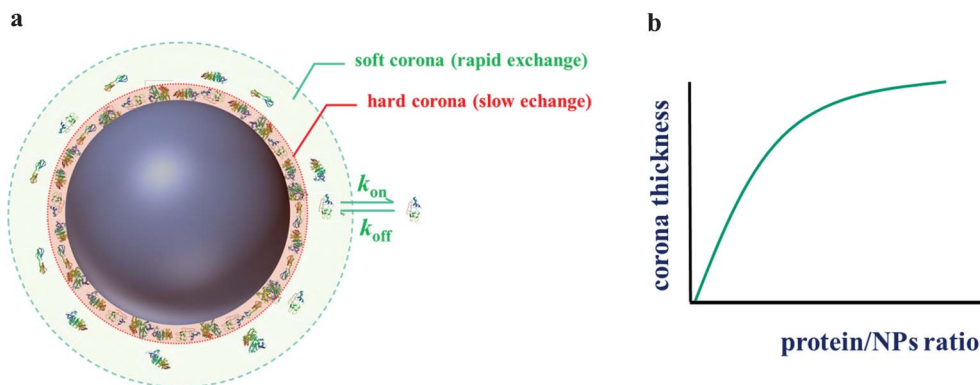 a
soft corona (rapid exchange)
hard corona (slow echange)
kon
koff
b
corona thickness
protein/NPs ratio